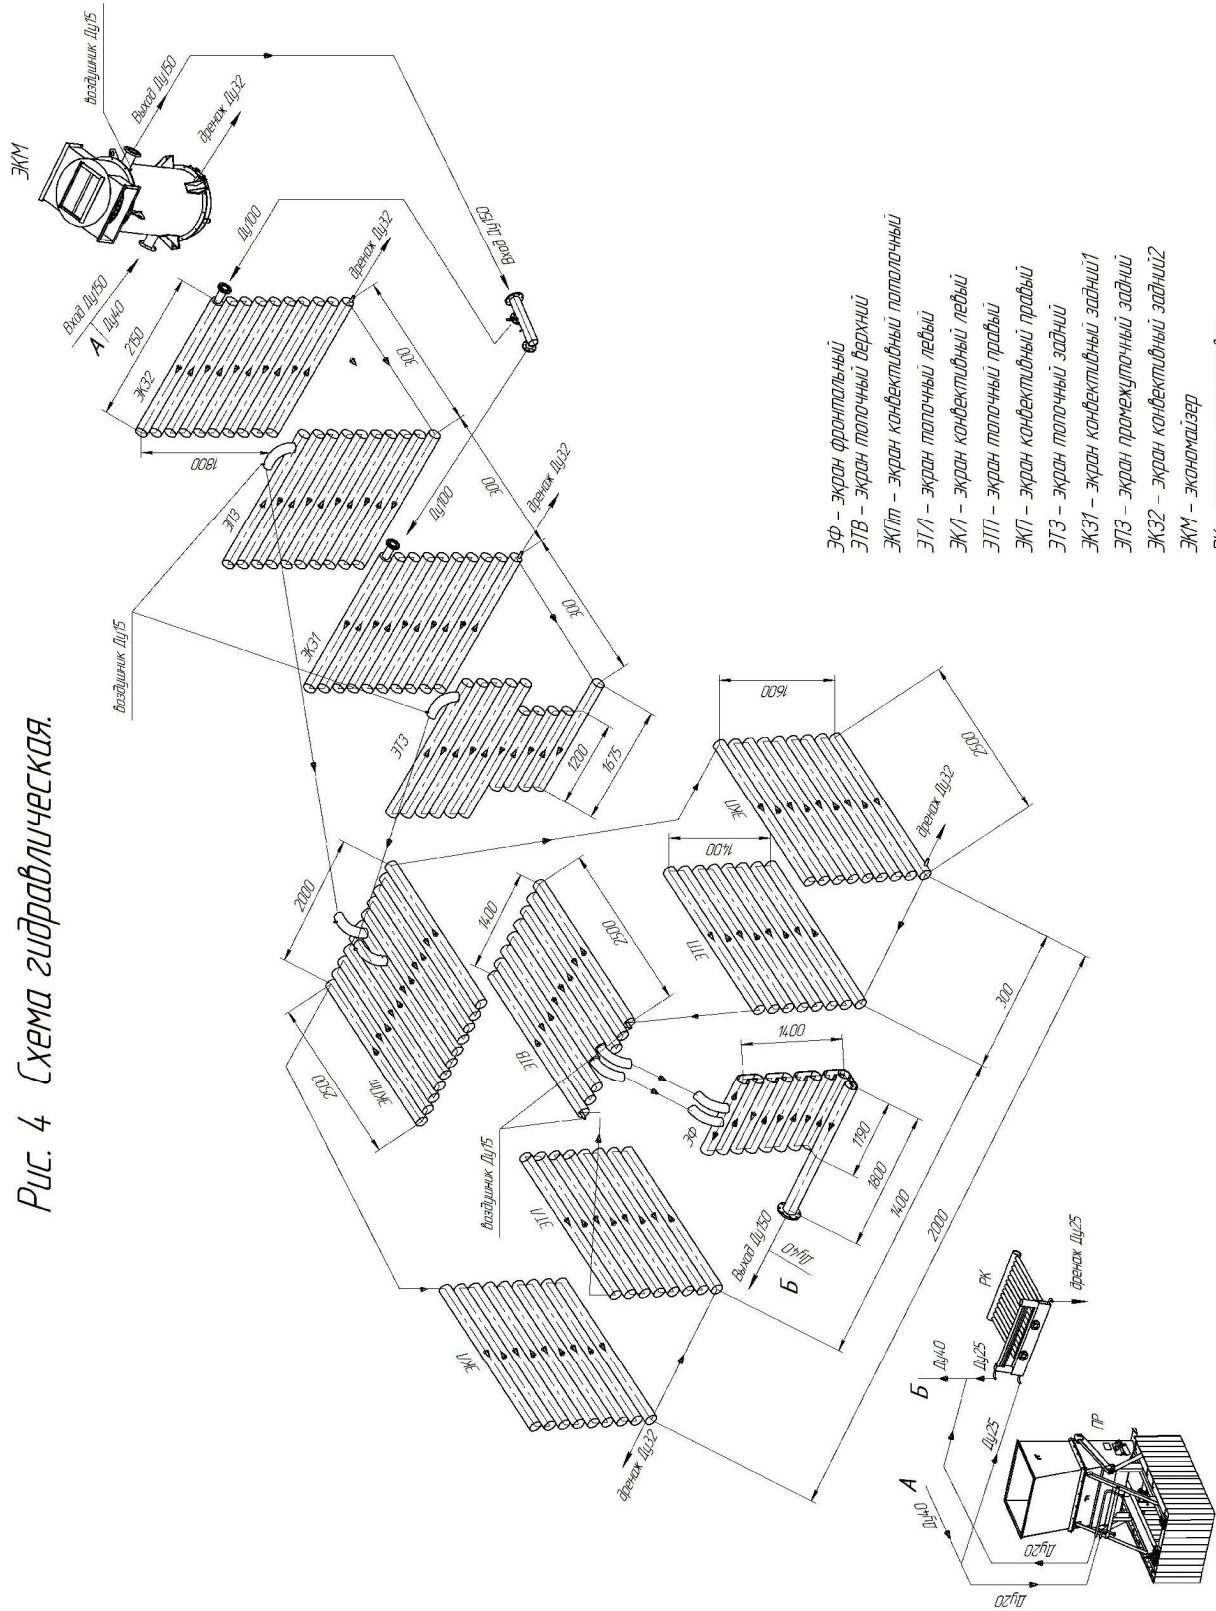 Рис. 4 Схема гидравлическая.
ЭКМ
воздушник Ду15
Выход Ду150
дренаж Ду32
Вход Ду150
А
Ду40
Ду100
2150
ЭКЗ2
дренаж Ду32
1800
300
Вход Ду150
ЭПЗ
Ду100
300
дренаж Ду32
воздушник Ду15
ЭКЗ1
300
ЭТЗ
1200
1675
2000
ЭКПт
2500
1400
ЭТВ
2500
1400
ЭТП
1600
ЭКП
2500
дренаж Ду32
300
воздушник Ду15
1400
ЭФ
1190
1800
1400
2000
ЭТЛ
Выход Ду150
Ду40
Б
ЭКЛ
дренаж Ду32
РК
дренаж Ду25
Б
Ду40
Ду25
Ду25
ПР
А
Ду40
Ду20
Ду20
ЭФ – экран фронтальный
ЭТВ – экран топочный верхний
ЭКПт – экран конвективный потолочный
ЭТЛ – экран топочный левый
ЭКЛ – экран конвективный левый
ЭТП – экран топочный правый
ЭКП – экран конвективный правый
ЭТЗ – экран топочный задний
ЭКЗ1 – экран конвективный задний1
ЭПЗ – экран промежуточный задний
ЭКЗ2 – экран конвективный задний2
ЭКМ – экономайзер